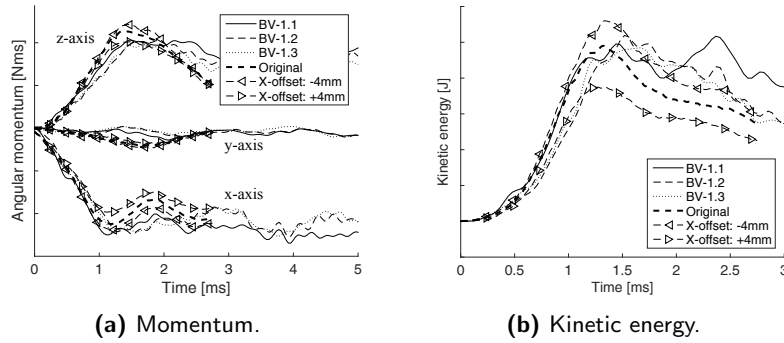 Angular momentum [Nms]
z-axis
y-axis
x-axis
BV-1.1
BV-1.2
BV-1.3
Original
X-offset: -4mm
X-offset: +4mm
0 1 2 3 4 5
Time [ms]
(a) Momentum.
Kinetic energy [J]
BV-1.1
BV-1.2
BV-1.3
Original
X-offset: -4mm
X-offset: +4mm
0 0.5 1 1.5 2 2.5 3
Time [ms]
(b) Kinetic energy.